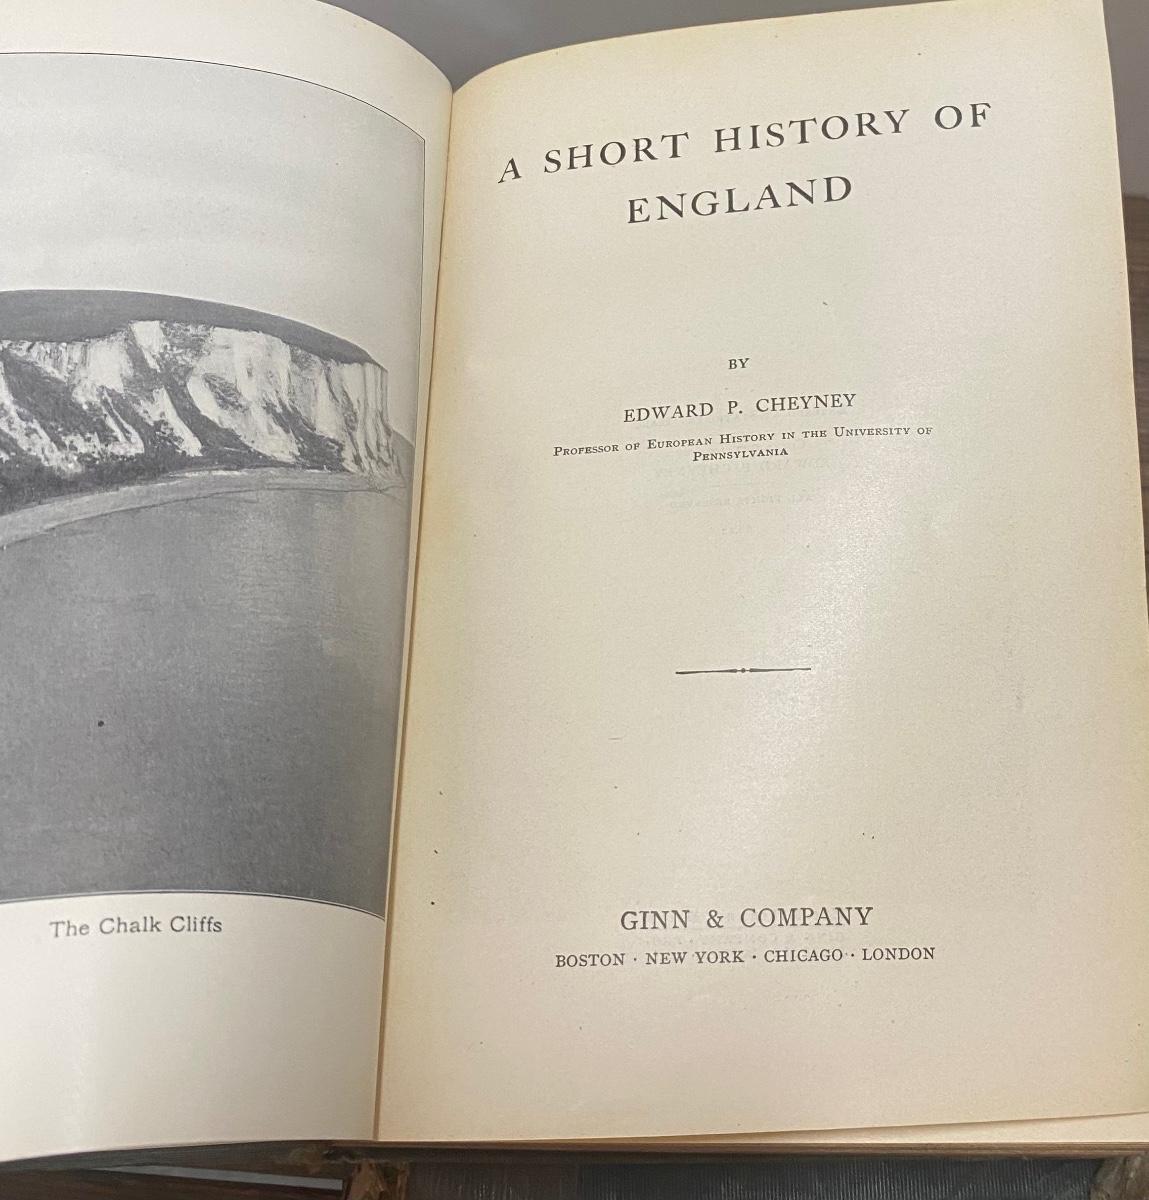 The Chalk Cliffs
A SHORT HISTORY OF
ENGLAND
BY
EDWARD P. CHEYNEY
PROFESSOR OF EUROPEAN HISTORY IN THE UNIVERSITY OF
PENNSYLVANIA
GINN & COMPANY
BOSTON · NEW YORK · CHICAGO · LONDON